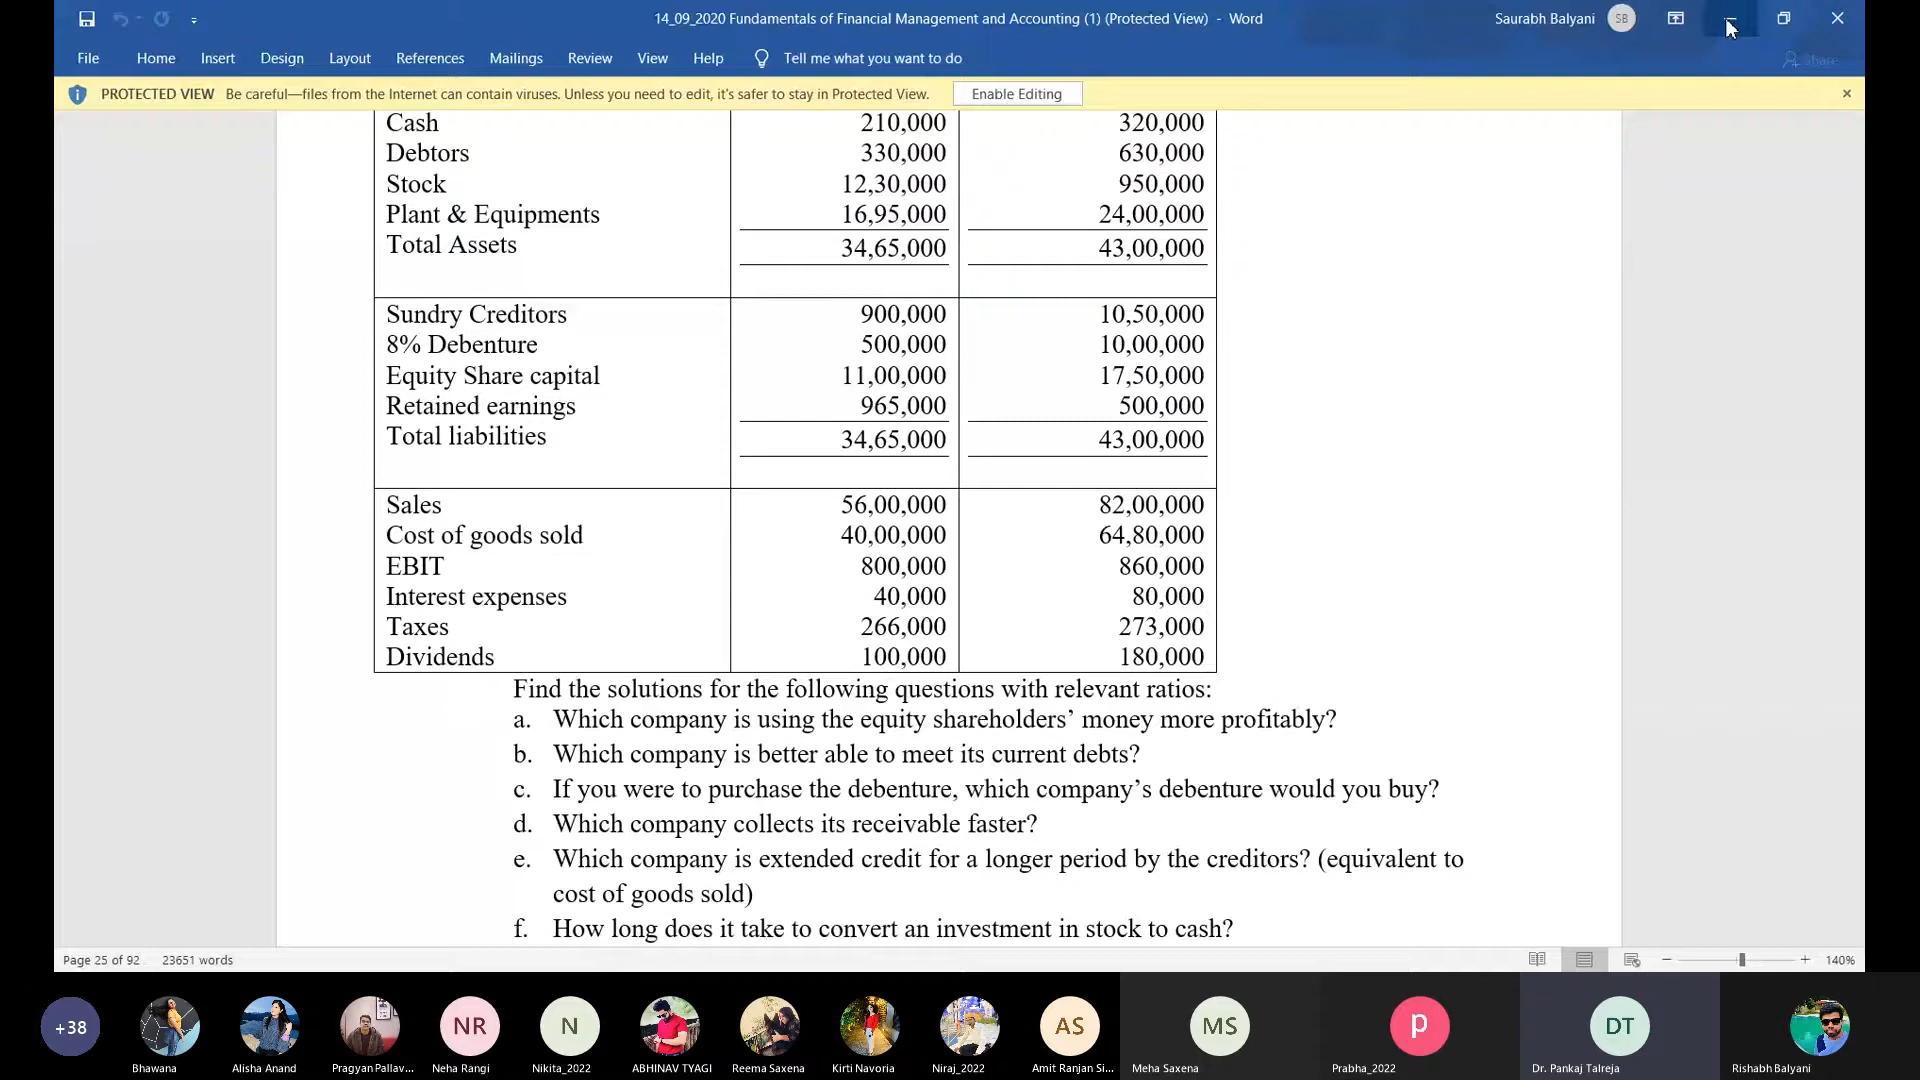 14_09_2020 Fundamentals of Financial Management and Accounting (1) (Protected View) - Word
Saurabh Balyani SB
File Home Insert Design Layout References Mailings Review View Help Tell me what you want to do Share
PROTECTED VIEW Be careful—files from the Internet can contain viruses. Unless you need to edit, it's safer to stay in Protected View. Enable Editing
Cash 210,000 320,000
Debtors 330,000 630,000
Stock 12,30,000 950,000
Plant & Equipments 16,95,000 24,00,000
Total Assets 34,65,000 43,00,000
Sundry Creditors 900,000 10,50,000
8% Debenture 500,000 10,00,000
Equity Share capital 11,00,000 17,50,000
Retained earnings 965,000 500,000
Total liabilities 34,65,000 43,00,000
Sales 56,00,000 82,00,000
Cost of goods sold 40,00,000 64,80,000
EBIT 800,000 860,000
Interest expenses 40,000 80,000
Taxes 266,000 273,000
Dividends 100,000 180,000
Find the solutions for the following questions with relevant ratios:
a. Which company is using the equity shareholders’ money more profitably?
b. Which company is better able to meet its current debts?
c. If you were to purchase the debenture, which company’s debenture would you buy?
d. Which company collects its receivable faster?
e. Which company is extended credit for a longer period by the creditors? (equivalent to
cost of goods sold)
f. How long does it take to convert an investment in stock to cash?
Page 25 of 92 23651 words 140%
+38 NR N AS MS P DT
Bhawana Alisha Anand Pragyan Pallav... Neha Rangi Nikita_2022 ABHINAV TYAGI Reema Saxena Kirti Navoria Niraj_2022 Amit Ranjan Si... Meha Saxena Prabha_2022 Dr. Pankaj Talreja Rishabh Balyani